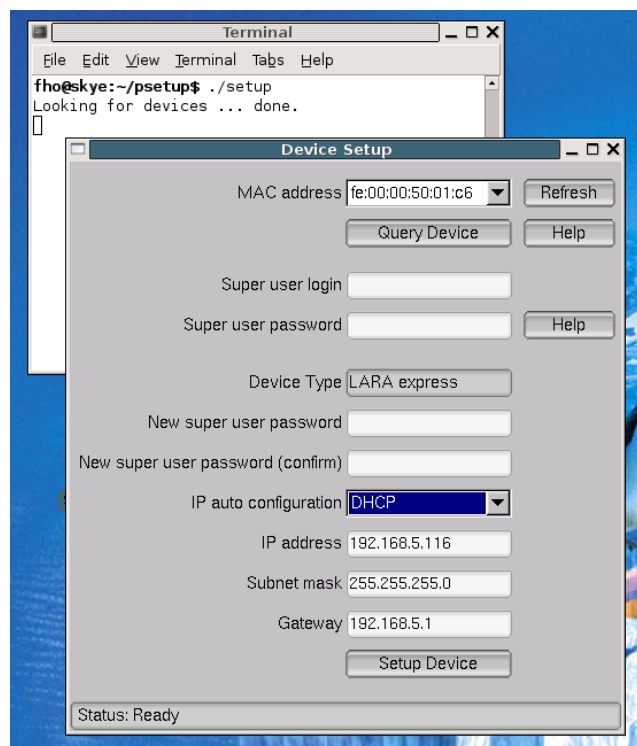 Terminal
File Edit View Terminal Tabs Help
fho@skye:~/psetup$ ./setup
Looking for devices ... done.
Device Setup
MAC address fe:00:00:50:01:c6 Refresh
Query Device Help
Super user login
Super user password Help
Device Type LARA express
New super user password
New super user password (confirm)
IP auto configuration DHCP
IP address 192.168.5.116
Subnet mask 255.255.255.0
Gateway 192.168.5.1
Setup Device
Status: Ready